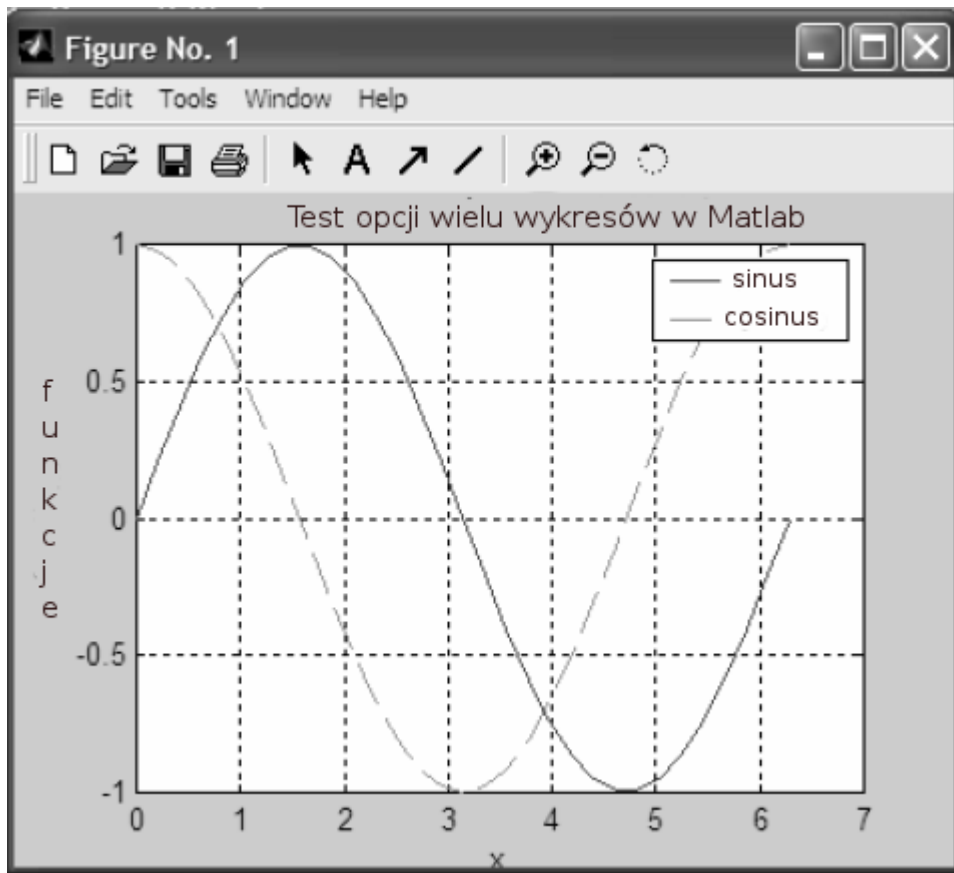 Figure No. 1
File Edit Tools Window Help
A
Test opcji wielu wykresów w Matlab
sinus
cosinus
funkcje
1
0.5
0
-0.5
-1
0 1 2 3 4 5 6 7
x